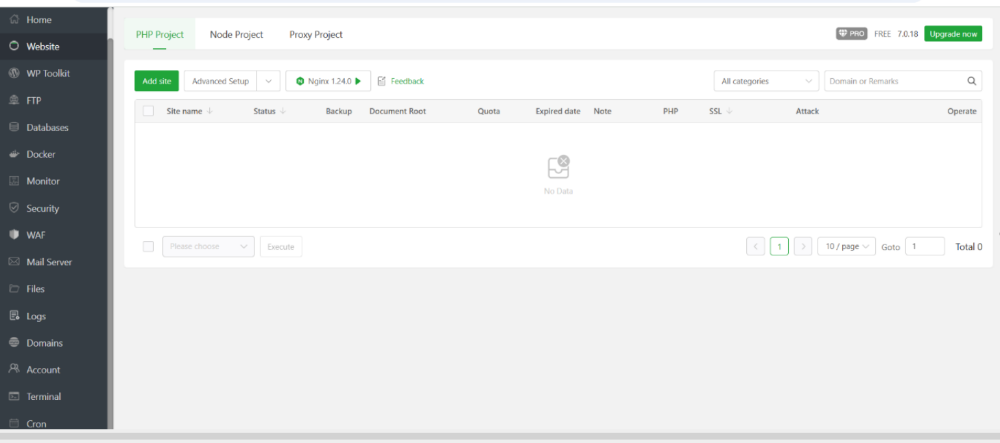 Home
Website
WP Toolkit
FTP
Databases
Docker
Monitor
Security
WAF
Mail Server
Files
Logs
Domains
Account
Terminal
Cron
PHP Project Node Project Proxy Project PRO FREE 7.0.18 Upgrade now
Add site Advanced Setup Nginx 1.24.0 Feedback All categories Domain or Remarks
Site name Status Backup Document Root Quota Expired date Note PHP SSL Attack Operate
No Data
Please choose Execute 1 10 / page Goto 1 Total 0